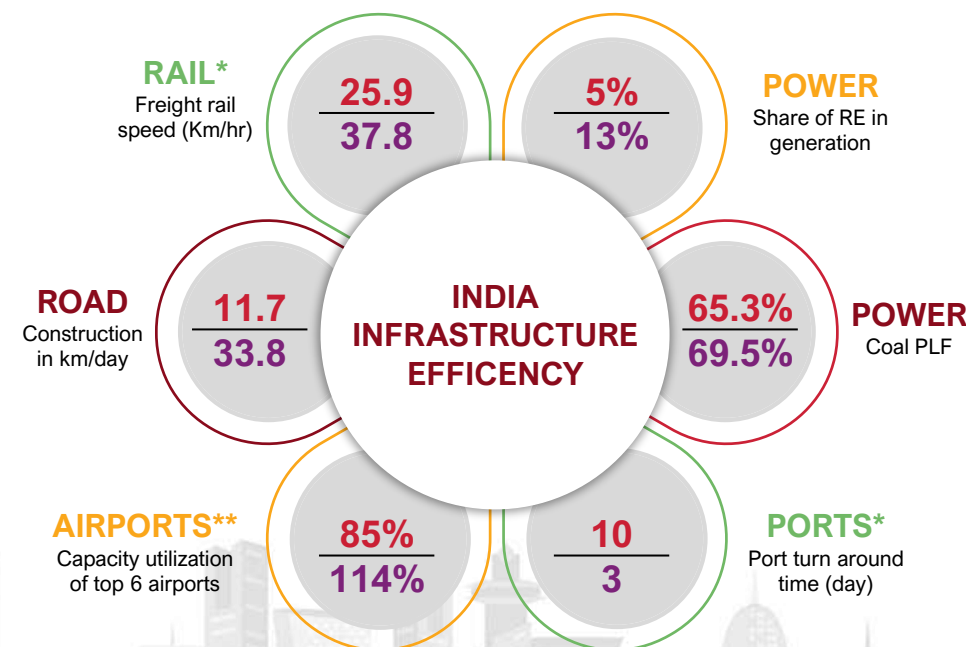 RAIL*
Freight rail
speed (Km/hr)
25.9
37.8
5%
13%
POWER
Share of RE in
generation
ROAD
Construction
in km/day
11.7
33.8
INDIA
INFRASTRUCTURE
EFFICENCY
65.3%
69.5%
POWER
Coal PLF
AIRPORTS**
Capacity utilization
of top 6 airports
85%
114%
10
3
PORTS*
Port turn around
time (day)